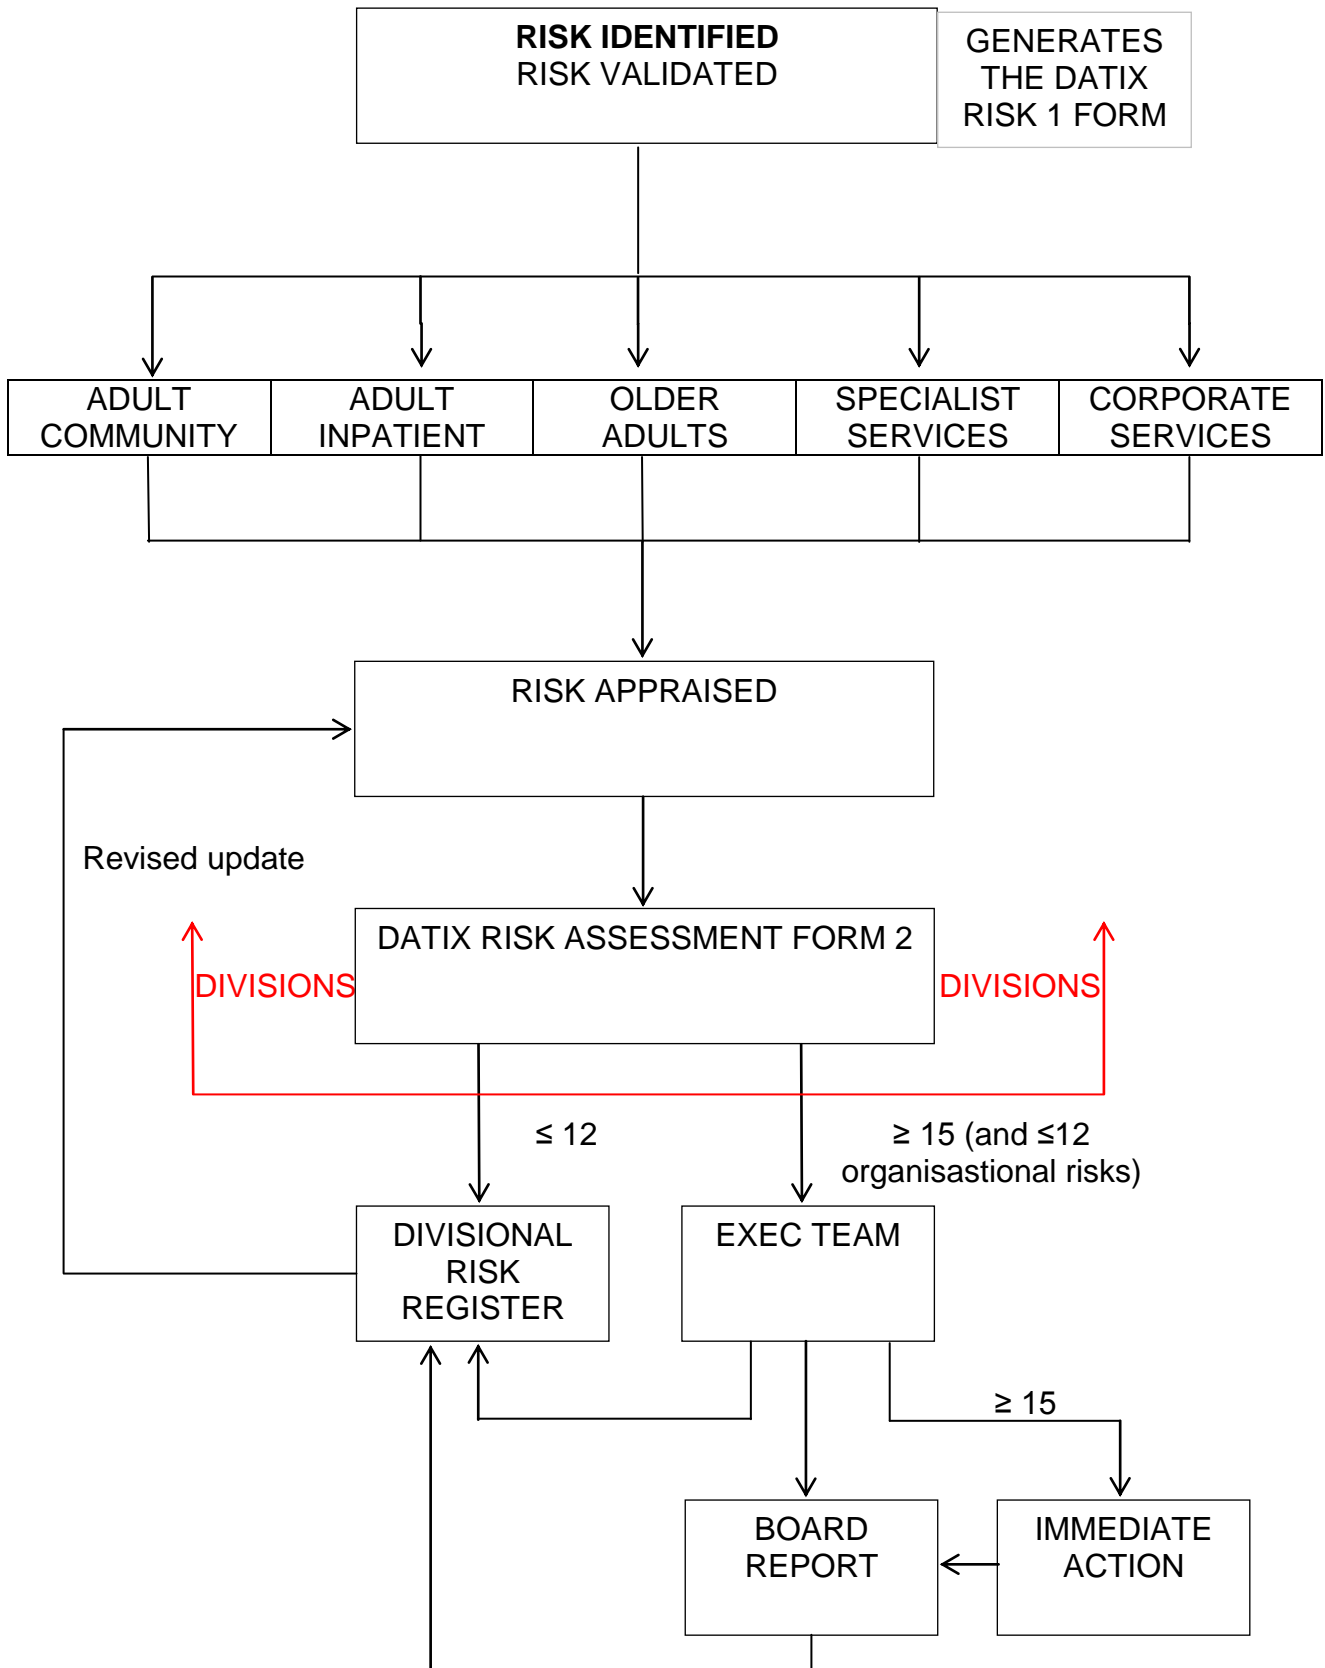 RISK IDENTIFIED
RISK VALIDATED
GENERATES
THE DATIX
RISK 1 FORM
ADULT
COMMUNITY
ADULT
INPATIENT
OLDER
ADULTS
SPECIALIST
SERVICES
CORPORATE
SERVICES
RISK APPRAISED
Revised update
DATIX RISK ASSESSMENT FORM 2
DIVISIONS
DIVISIONS
≤ 12
≥ 15 (and ≤12
organisastional risks)
DIVISIONAL
RISK
REGISTER
EXEC TEAM
≥ 15
BOARD
REPORT
IMMEDIATE
ACTION